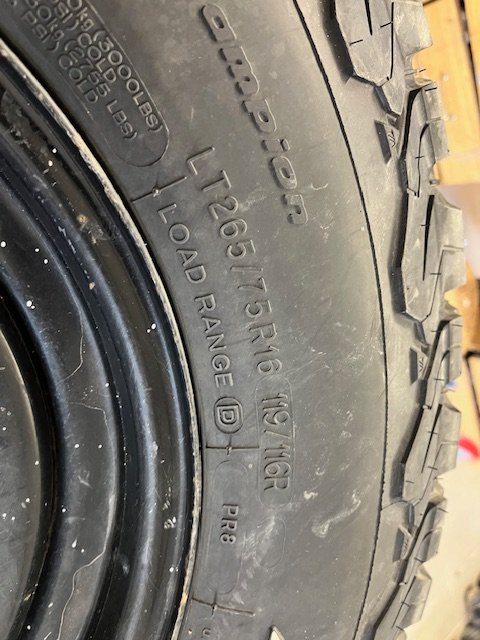 (3000LBS)
COLD
(2755 LBS)
COLD
ampion
LT265/75R16 119/116R
LOAD RANGE D
PR8